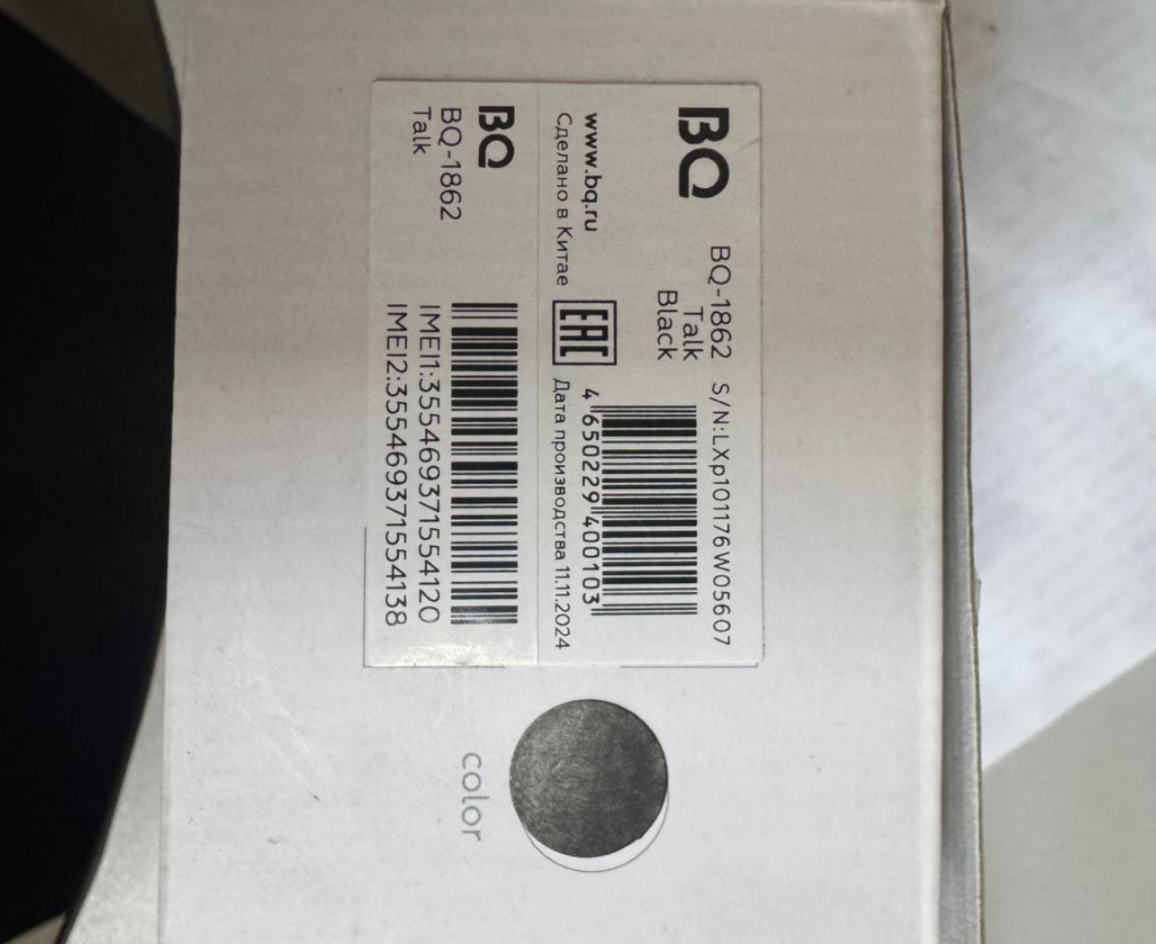 BQ
BQ-1862
Talk
Black
S/N:LXp101176W05607
4 650229 400103
www.bq.ru
Сделано в Китае
EAC
Дата производства 11.11.2024
BQ
BQ-1862
Talk
IMEI1:355469371554120
IMEI2:355469371554138
color